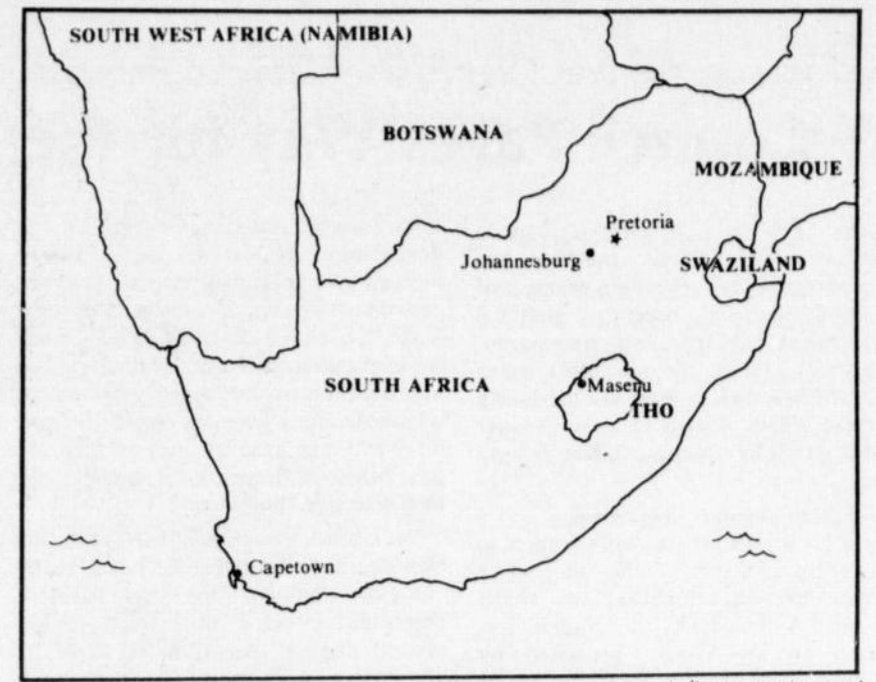 SOUTH WEST AFRICA (NAMIBIA)
BOTSWANA
MOZAMBIQUE
Pretoria
Johannesburg
SWAZILAND
SOUTH AFRICA
Maseru
THO
Capetown